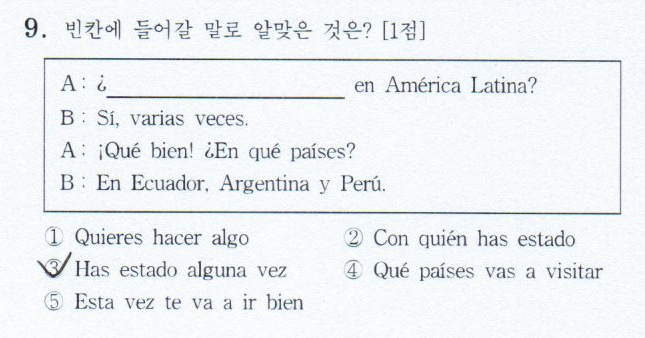 9. 빈칸에 들어갈 말로 알맞은 것은? [1점]
A : ¿____________________ en América Latina?
B : Sí, varias veces.
A : ¡Qué bien! ¿En qué países?
B : En Ecuador, Argentina y Perú.
① Quieres hacer algo ② Con quién has estado
③ Has estado alguna vez ④ Qué países vas a visitar
⑤ Esta vez te va a ir bien